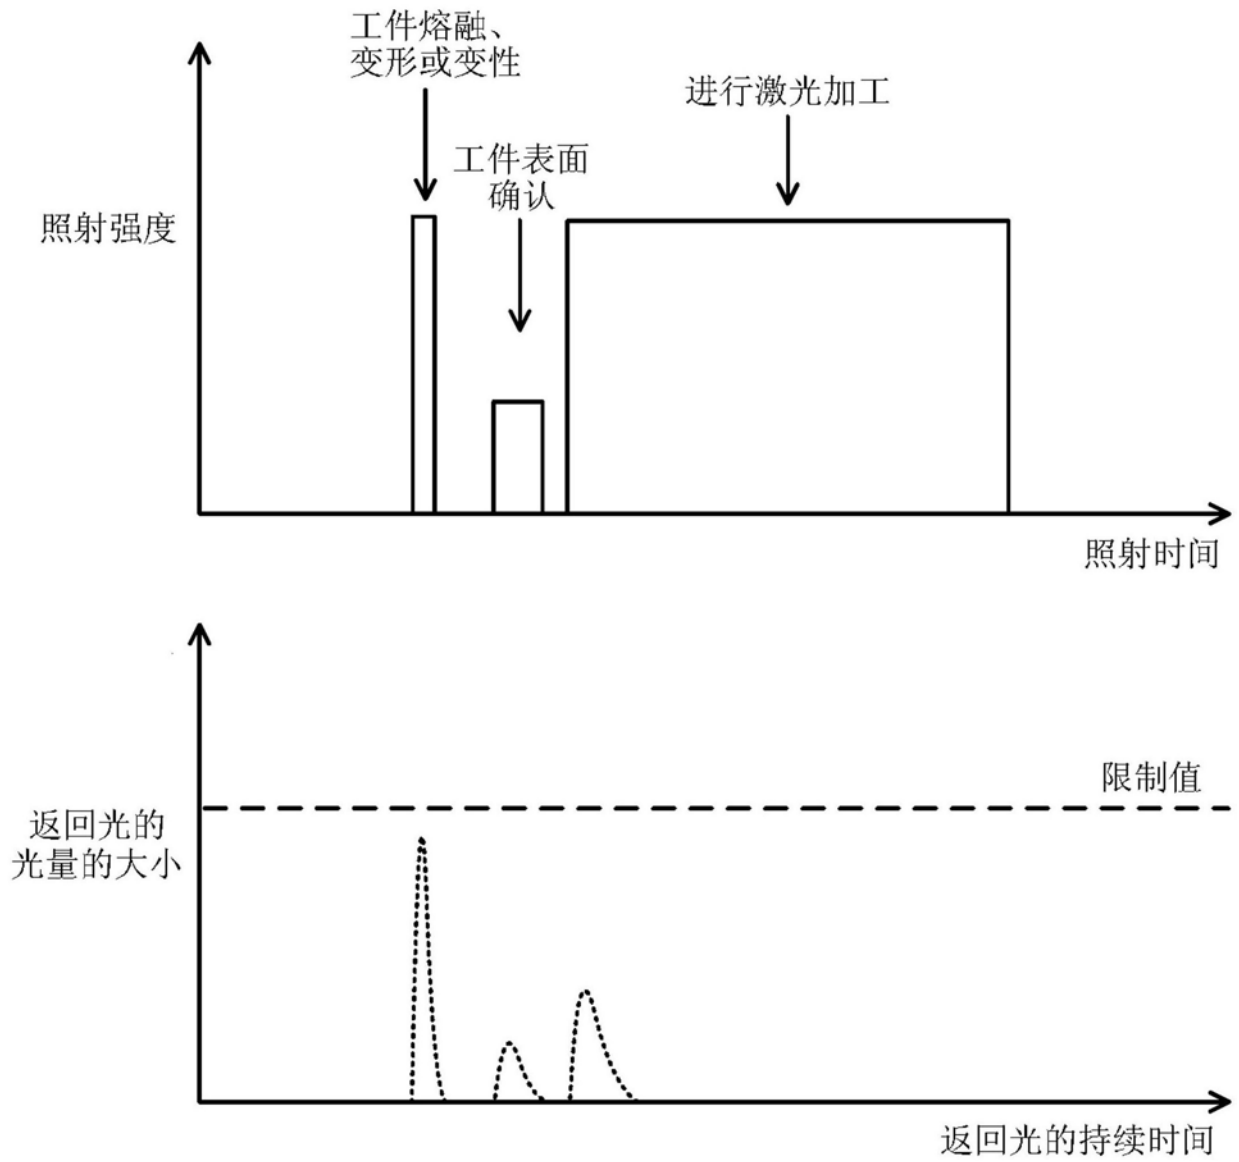 工件熔融、
变形或变性
进行激光加工
工件表面
确认
照射强度
照射时间
限制值
返回光的
光量的大小
返回光的持续时间